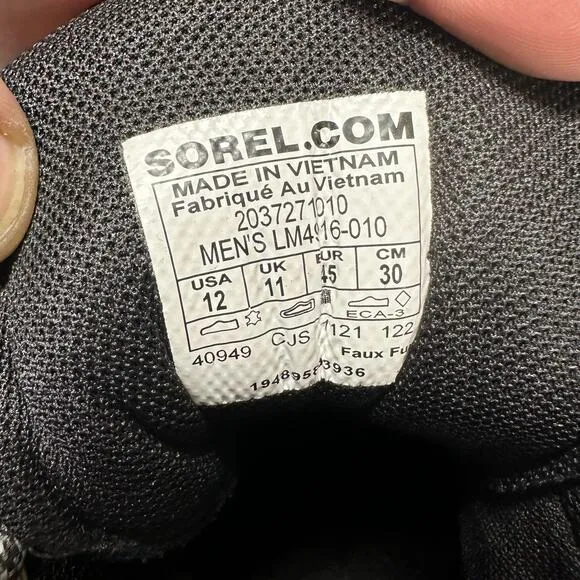 SOREL.COM
MADE IN VIETNAM
Fabriqué Au Vietnam
2037271010
MEN'S LM4916-010
USA UK EUR CM
12 11 45 30
ECA-3
40949 CJS 1121 122
Faux Fu